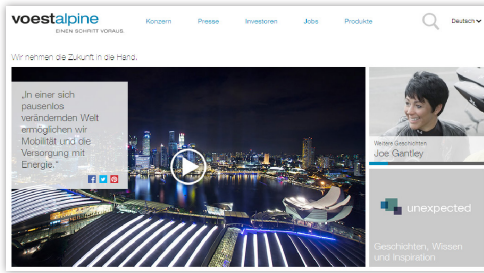 voestalpine
EINEN SCHRITT VORAUS.
Konzern
Presse
Investoren
Jobs
Produkte
Deutsch
Wir nehmen die Zukunft in die Hand.
„In einer sich
pausenlos
verändernden Welt
ermöglichen wir
Mobilität und die
Versorgung mit
Energie."
Weitere Geschichten
Joe Gantley
unexpected
Geschichten, Wissen
und Inspiration